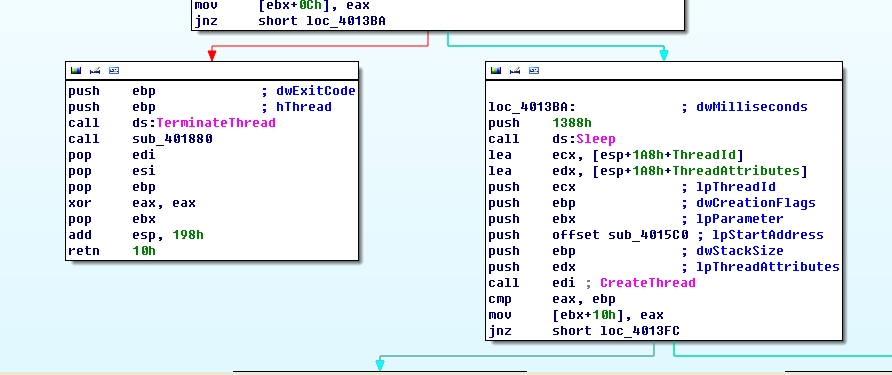 mov [ebx+0Ch], eax
jnz short loc_4013BA
push ebp ; dwExitCode
push ebp ; hThread
call ds:TerminateThread
call sub_401880
pop edi
pop esi
pop ebp
xor eax, eax
pop ebx
add esp, 198h
retn 10h
loc_4013BA: ; dwMilliseconds
push 1388h
call ds:Sleep
lea ecx, [esp+1A8h+ThreadId]
lea edx, [esp+1A8h+ThreadAttributes]
push ecx ; lpThreadId
push ebp ; dwCreationFlags
push ebx ; lpParameter
push offset sub_4015C0 ; lpStartAddress
push ebp ; dwStackSize
push edx ; lpThreadAttributes
call edi ; CreateThread
cmp eax, ebp
mov [ebx+10h], eax
jnz short loc_4013FC